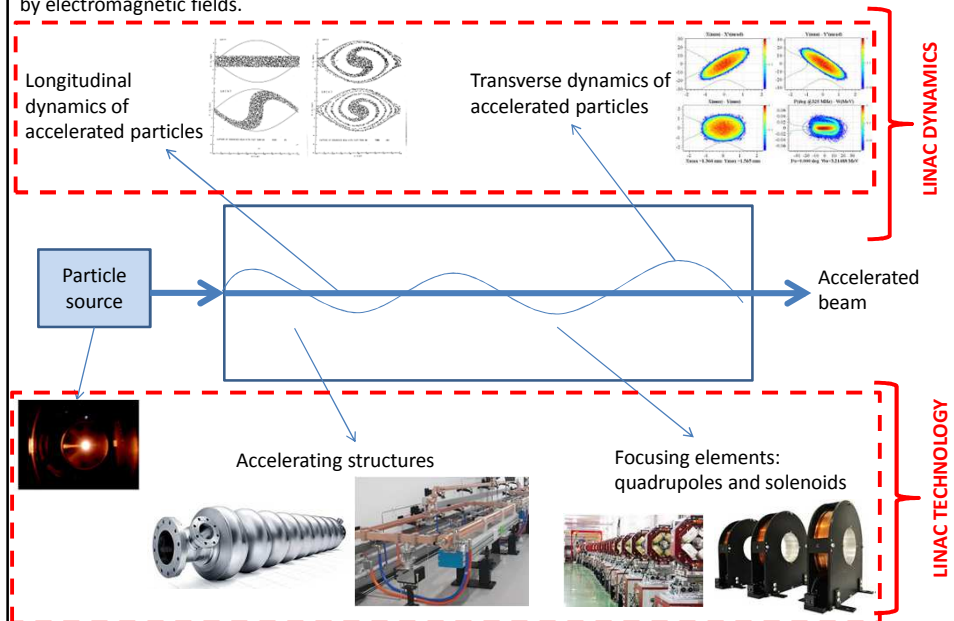 by electromagnetic fields.
Longitudinal
dynamics of
accelerated particles
Transverse dynamics of
accelerated particles
LINAC DYNAMICS
Particle
source
Accelerated
beam
Accelerating structures
Focusing elements:
quadrupoles and solenoids
LINAC TECHNOLOGY